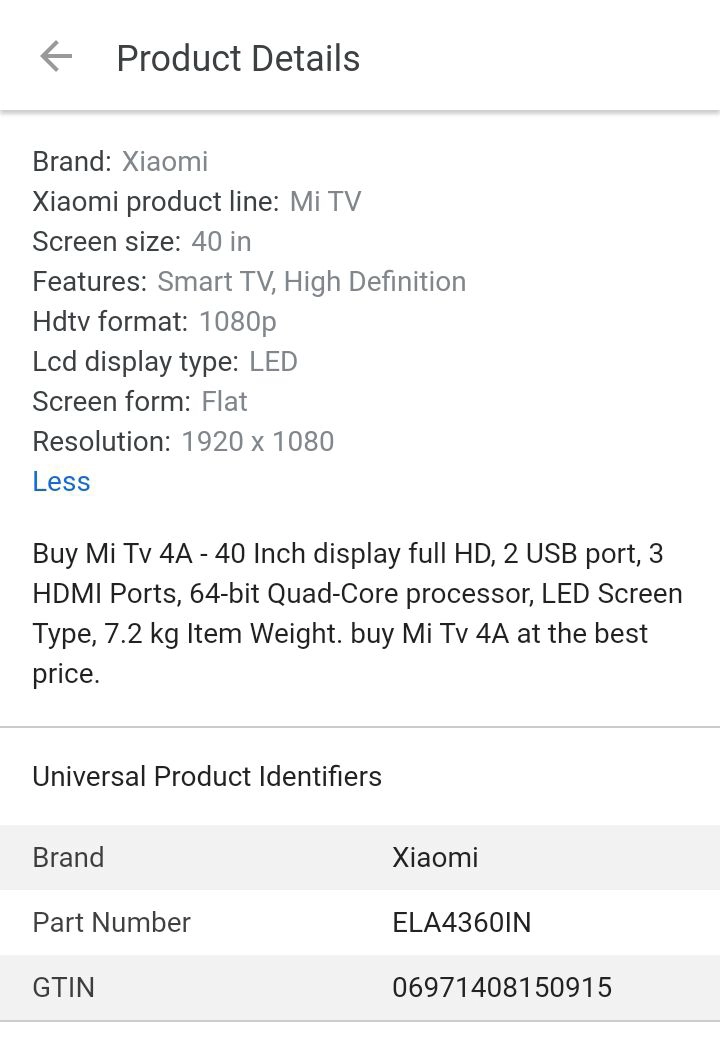 Product Details
Brand: Xiaomi
Xiaomi product line: Mi TV
Screen size: 40 in
Features: Smart TV, High Definition
Hdtv format: 1080p
Lcd display type: LED
Screen form: Flat
Resolution: 1920 x 1080
Less
Buy Mi Tv 4A - 40 Inch display full HD, 2 USB port, 3
HDMI Ports, 64-bit Quad-Core processor, LED Screen
Type, 7.2 kg Item Weight. buy Mi Tv 4A at the best
price.
Universal Product Identifiers
Brand Xiaomi
Part Number ELA4360IN
GTIN 06971408150915